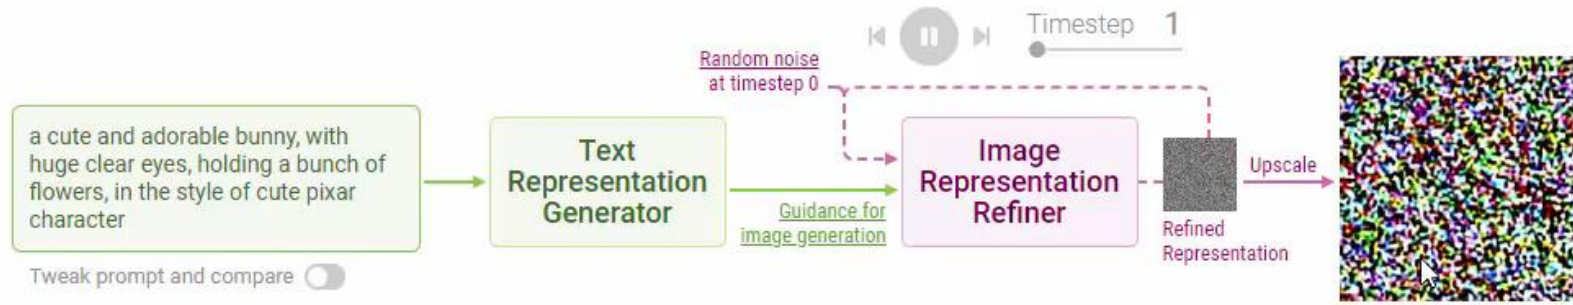 Timestep 1
Random noise
at timestep 0
a cute and adorable bunny, with
huge clear eyes, holding a bunch of
flowers, in the style of cute pixar
character
Text
Representation
Generator
Guidance for
image generation
Image
Representation
Refiner
Refined
Representation
Upscale
Tweak prompt and compare